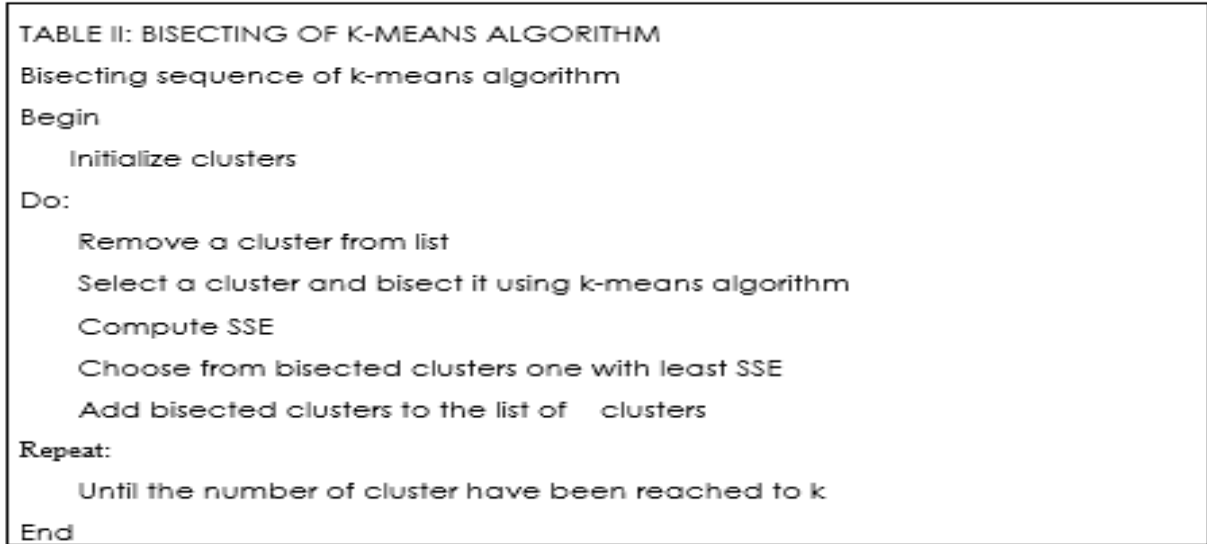 TABLE II: BISECTING OF K-MEANS ALGORITHM
Bisecting sequence of k-means algorithm
Begin
Initialize clusters
Do:
Remove a cluster from list
Select a cluster and bisect it using k-means algorithm
Compute SSE
Choose from bisected clusters one with least SSE
Add bisected clusters to the list of clusters
Repeat:
Until the number of cluster have been reached to k
End